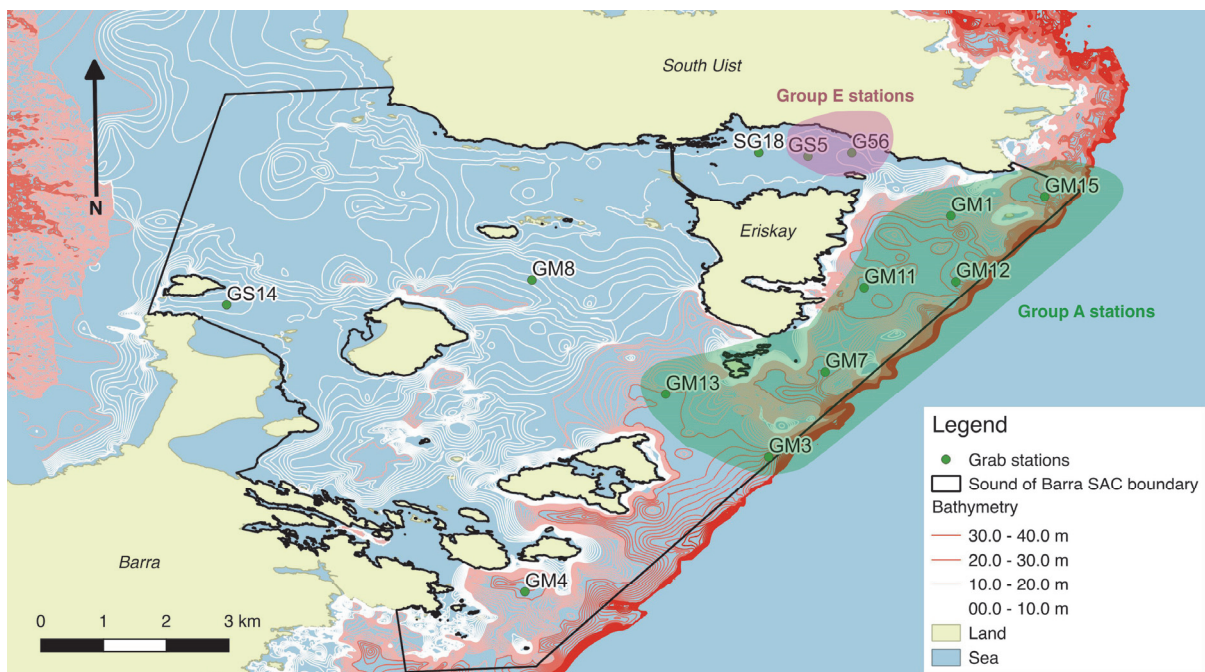 South Uist
Group E stations
SG18
GS5
G56
GM15
GM1
Eriskay
GM8
GM11
GM12
GS14
Group A stations
GM7
GM13
GM3
GM4
Barra
N
0 1 2 3 km
Legend
Grab stations
Sound of Barra SAC boundary
Bathymetry
30.0 - 40.0 m
20.0 - 30.0 m
10.0 - 20.0 m
00.0 - 10.0 m
Land
Sea